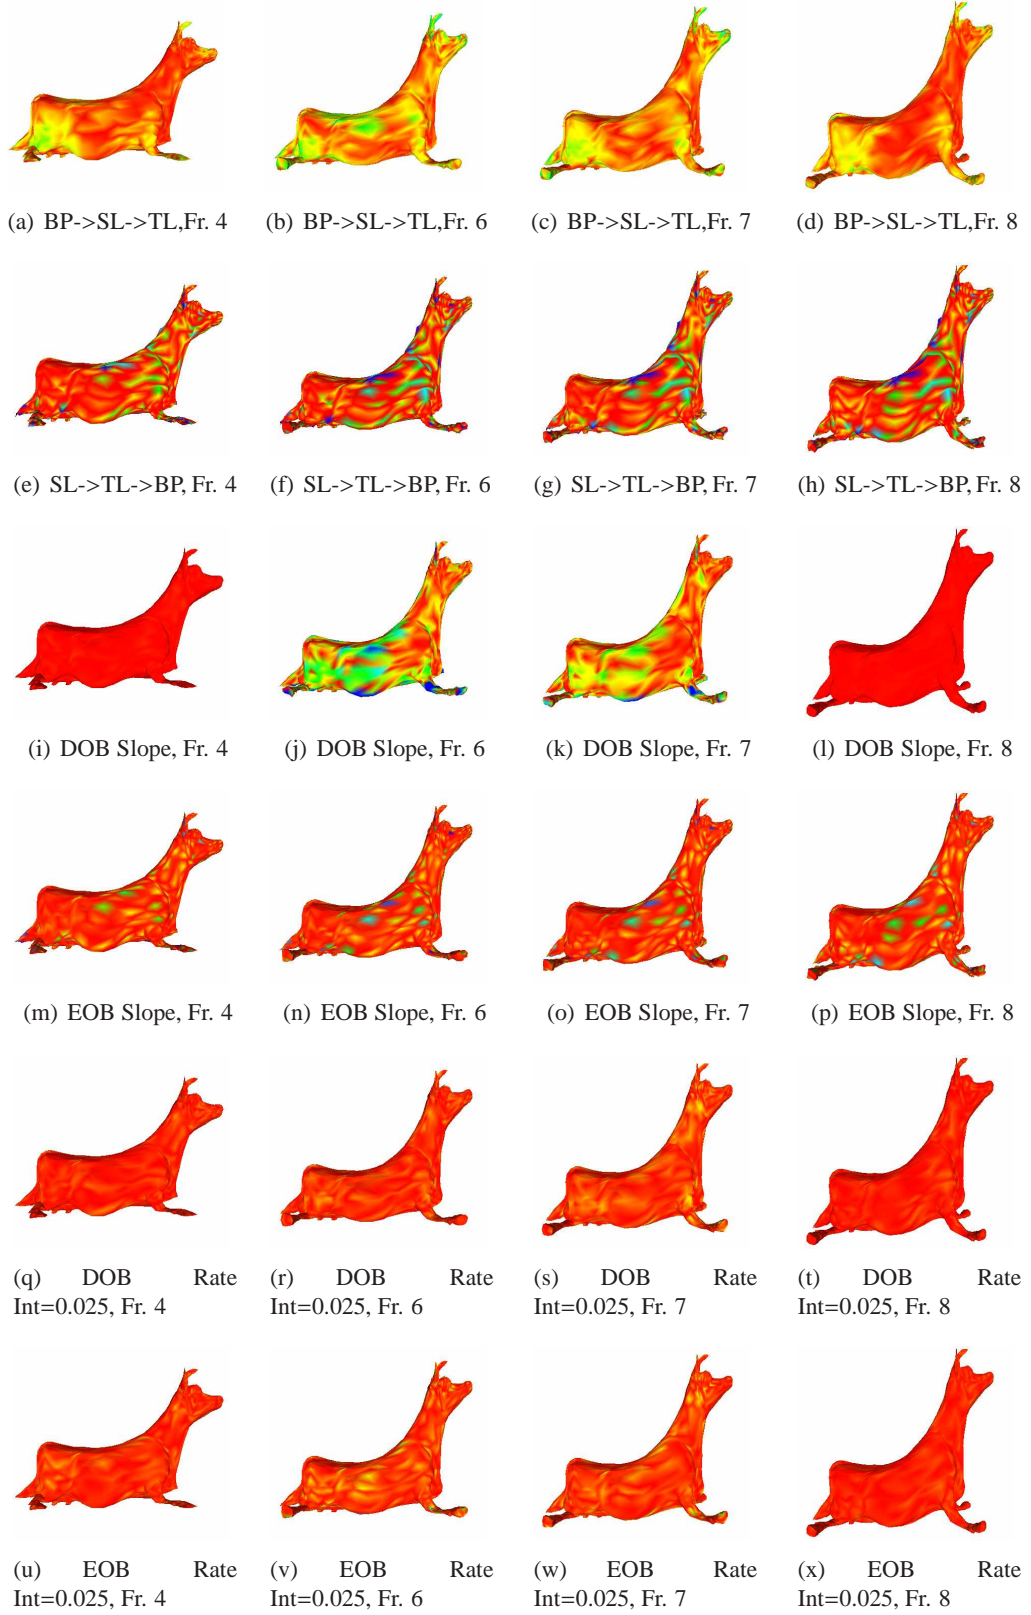 (a) BP->SL->TL,Fr. 4
(b) BP->SL->TL,Fr. 6
(c) BP->SL->TL,Fr. 7
(d) BP->SL->TL,Fr. 8
(e) SL->TL->BP, Fr. 4
(f) SL->TL->BP, Fr. 6
(g) SL->TL->BP, Fr. 7
(h) SL->TL->BP, Fr. 8
(i) DOB Slope, Fr. 4
(j) DOB Slope, Fr. 6
(k) DOB Slope, Fr. 7
(l) DOB Slope, Fr. 8
(m) EOB Slope, Fr. 4
(n) EOB Slope, Fr. 6
(o) EOB Slope, Fr. 7
(p) EOB Slope, Fr. 8
(q) DOB Rate
Int=0.025, Fr. 4
(r) DOB Rate
Int=0.025, Fr. 6
(s) DOB Rate
Int=0.025, Fr. 7
(t) DOB Rate
Int=0.025, Fr. 8
(u) EOB Rate
Int=0.025, Fr. 4
(v) EOB Rate
Int=0.025, Fr. 6
(w) EOB Rate
Int=0.025, Fr. 7
(x) EOB Rate
Int=0.025, Fr. 8